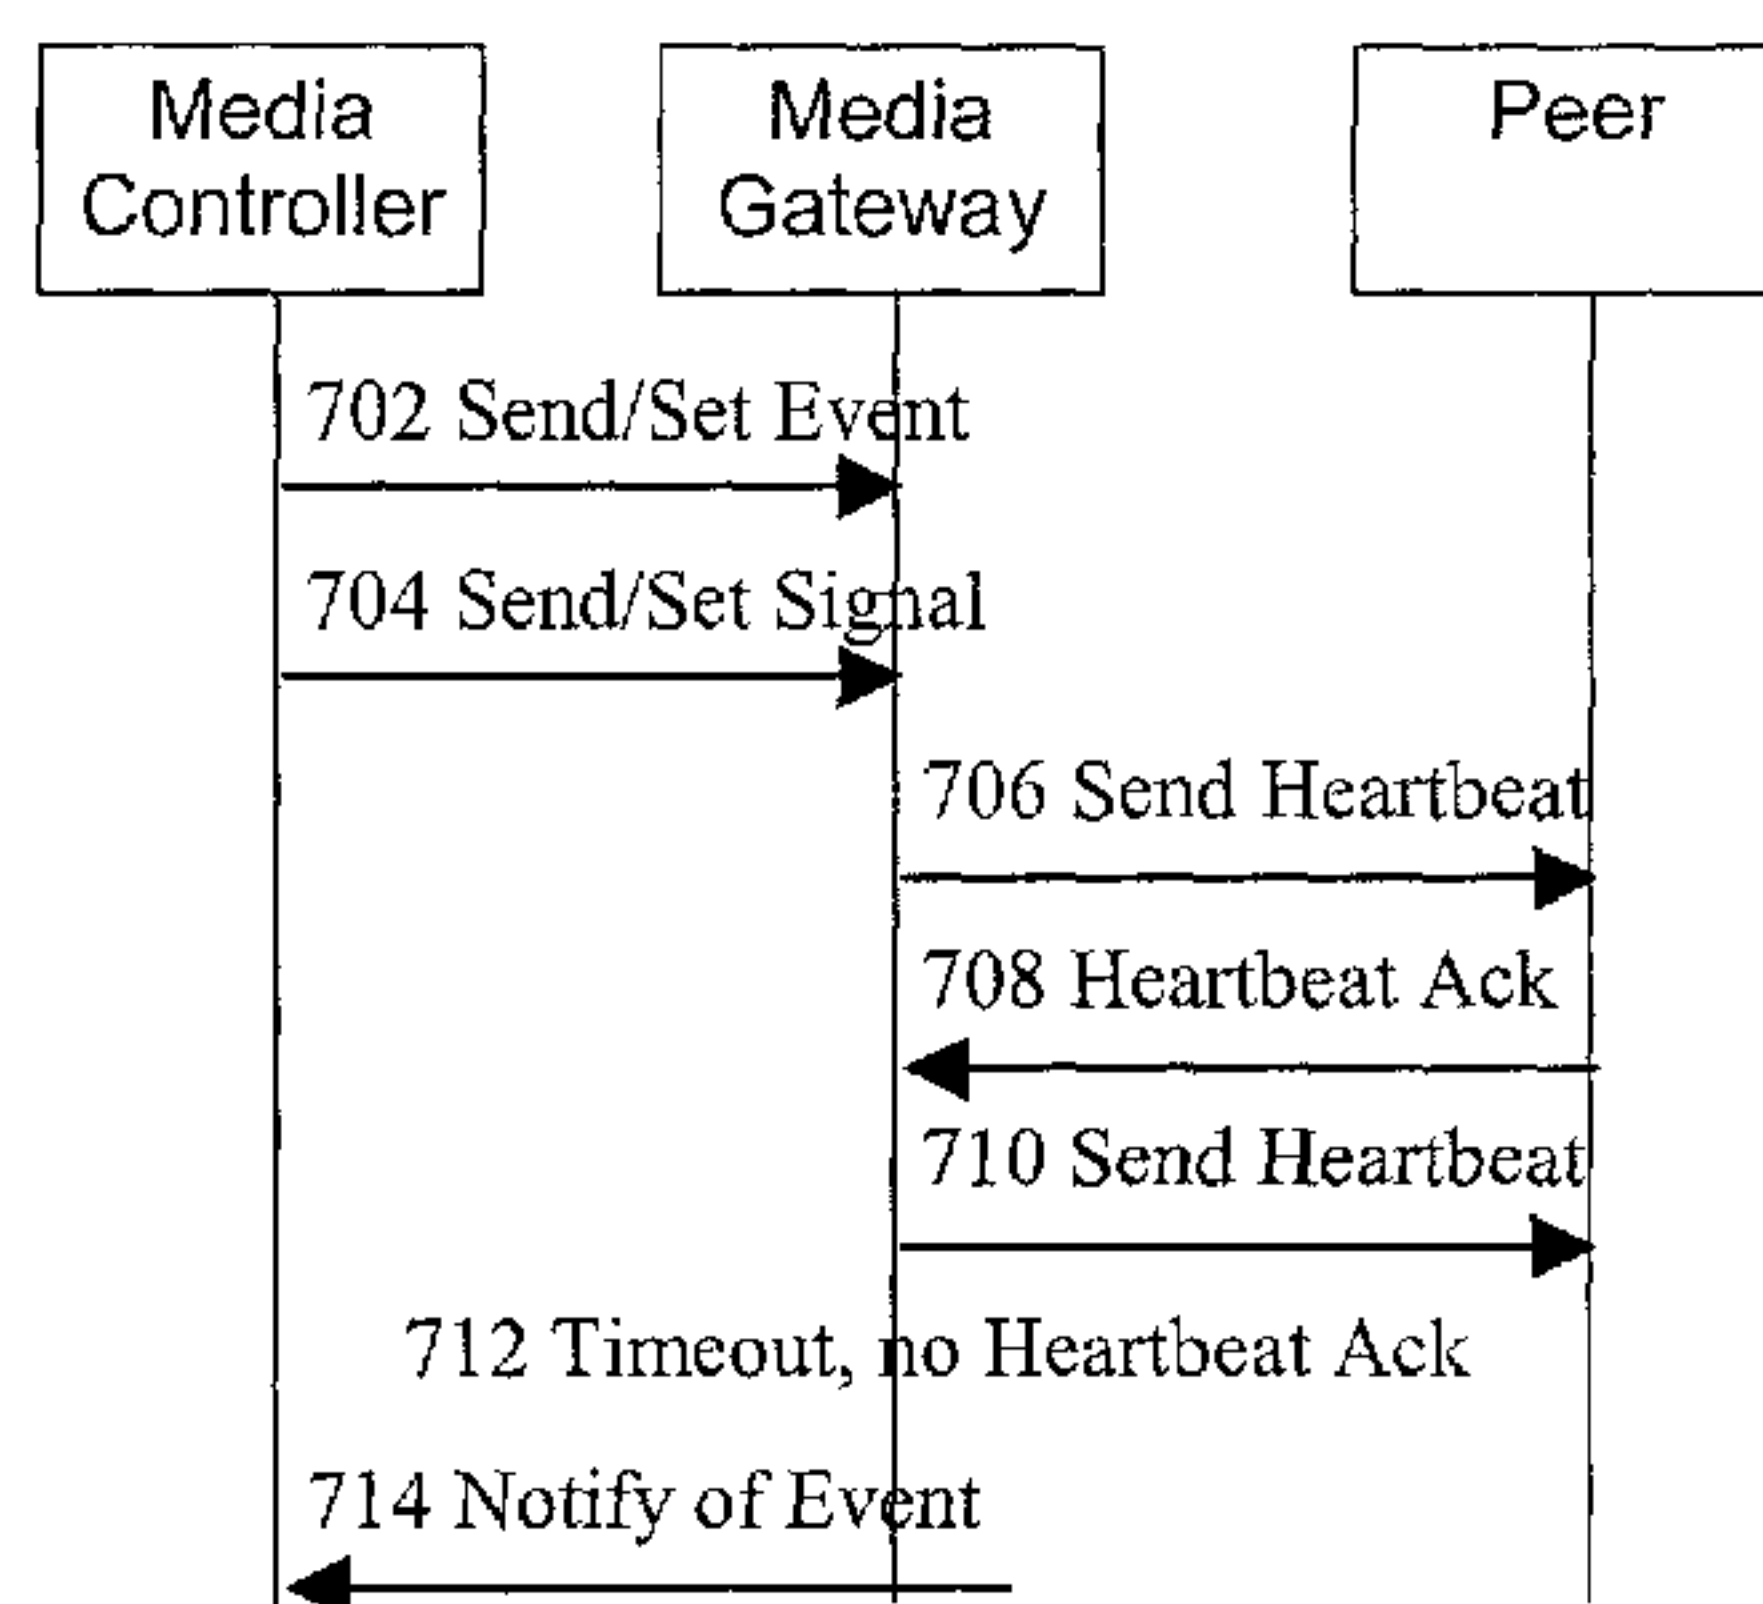 Media
Controller
Media
Gateway
Peer
702 Send/Set Event
704 Send/Set Signal
706 Send Heartbeat
708 Heartbeat Ack
710 Send Heartbeat
712 Timeout, no Heartbeat Ack
714 Notify of Event